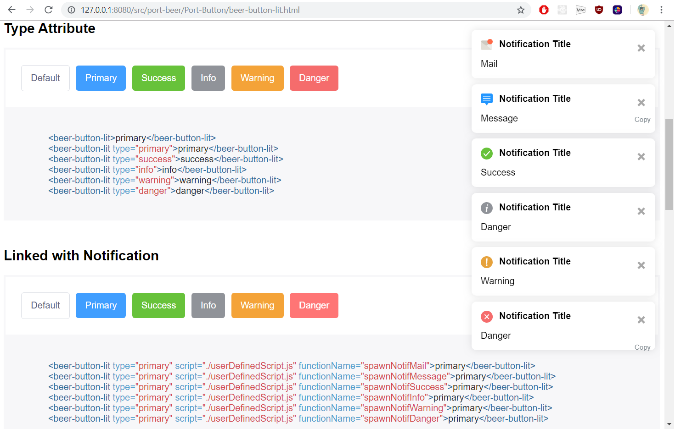 127.0.0.1:8080/src/port-beer/Port-Button/beer-button-lit.html
Type Attribute
Default
Primary
Success
Info
Warning
Danger
<beer-button-lit>primary</beer-button-lit>
<beer-button-lit type="primary">primary</beer-button-lit>
<beer-button-lit type="success">success</beer-button-lit>
<beer-button-lit type="info">info</beer-button-lit>
<beer-button-lit type="warning">warning</beer-button-lit>
<beer-button-lit type="danger">danger</beer-button-lit>
Linked with Notification
Default
Primary
Success
Info
Warning
Danger
<beer-button-lit type="primary" script="./userDefinedScript.js" functionName="spawnNotifMail">primary</beer-button-lit>
<beer-button-lit type="primary" script="./userDefinedScript.js" functionName="spawnNotifMessage">primary</beer-button-lit>
<beer-button-lit type="primary" script="./userDefinedScript.js" functionName="spawnNotifSuccess">primary</beer-button-lit>
<beer-button-lit type="primary" script="./userDefinedScript.js" functionName="spawnNotifInfo">primary</beer-button-lit>
<beer-button-lit type="primary" script="./userDefinedScript.js" functionName="spawnNotifWarning">primary</beer-button-lit>
<beer-button-lit type="primary" script="./userDefinedScript.js" functionName="spawnNotifDanger">primary</beer-button-lit>
Notification Title
Mail
Notification Title
Message
Copy
Notification Title
Success
Notification Title
Danger
Notification Title
Warning
Notification Title
Danger
Copy